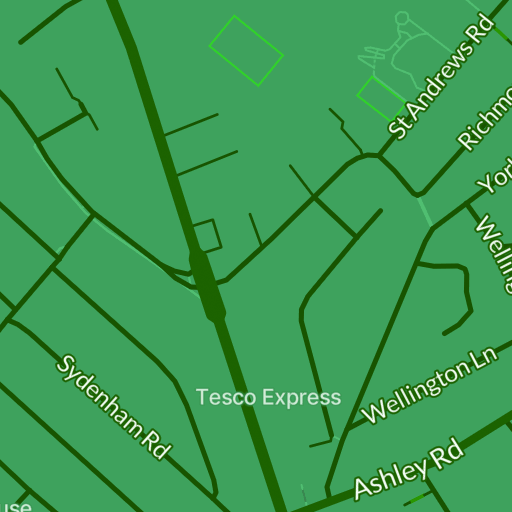 St Andrews Rd
Richmo
York
Welling
Wellington Ln
Tesco Express
Sydenham Rd
Ashley Rd
use